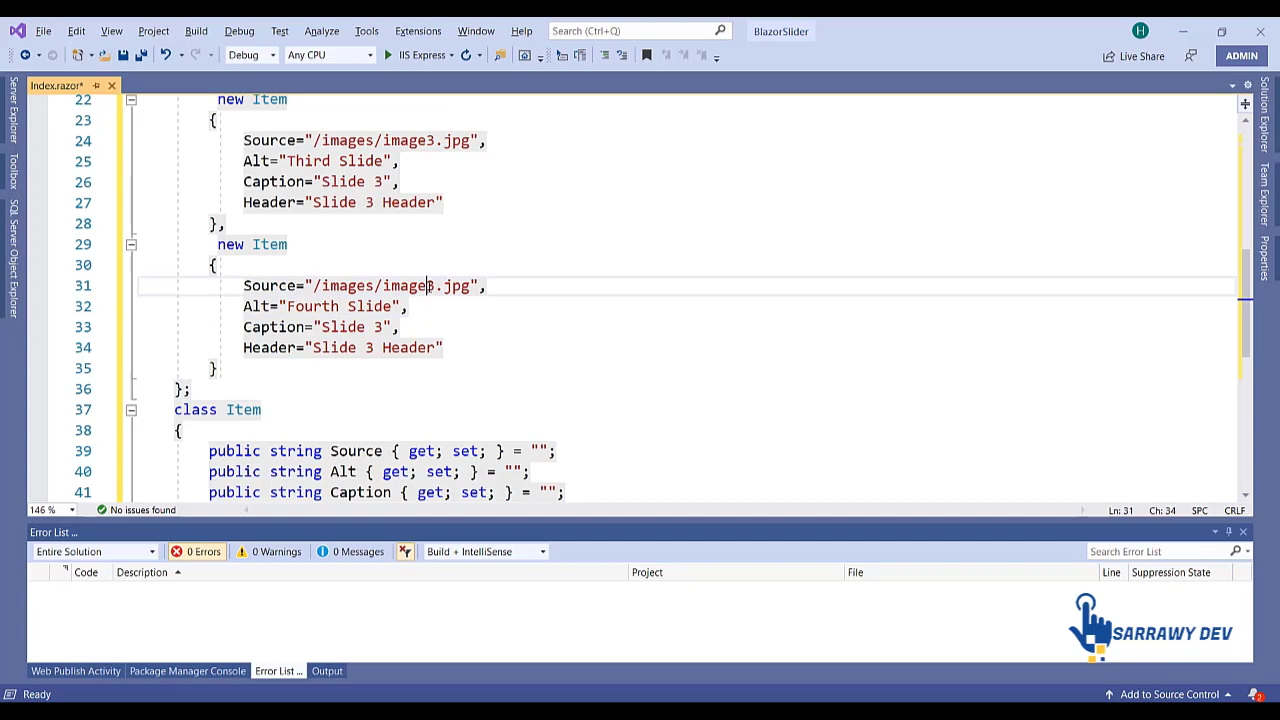 File Edit View Project Build Debug Test Analyze Tools Extensions Window Help Search (Ctrl+Q) BlazorSlider H
Debug Any CPU IIS Express Live Share ADMIN
Index.razor*
Server Explorer
Toolbox
SQL Server Object Explorer
22 new Item
23 {
24 Source="/images/image3.jpg",
25 Alt="Third Slide",
26 Caption="Slide 3",
27 Header="Slide 3 Header"
28 },
29 new Item
30 {
31 Source="/images/image3.jpg",
32 Alt="Fourth Slide",
33 Caption="Slide 3",
34 Header="Slide 3 Header"
35 }
36 };
37 class Item
38 {
39 public string Source { get; set; } = "";
40 public string Alt { get; set; } = "";
41 public string Caption { get; set; } = "";
Solution Explorer
Team Explorer
Properties
146 % No issues found Ln: 31 Ch: 34 SPC CRLF
Error List ...
Entire Solution 0 Errors 0 Warnings 0 Messages Build + IntelliSense Search Error List
Code Description Project File Line Suppression State
SARRAWY DEV
Web Publish Activity Package Manager Console Error List ... Output
Ready Add to Source Control 2